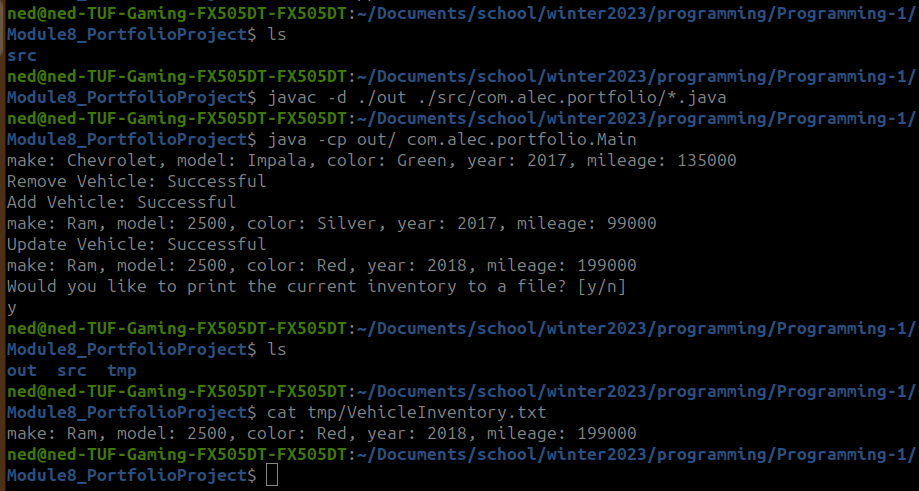 ned@ned-TUF-Gaming-FX505DT-FX505DT:~/Documents/school/winter2023/programming/Programming-1/
Module8_PortfolioProject$ ls
src
ned@ned-TUF-Gaming-FX505DT-FX505DT:~/Documents/school/winter2023/programming/Programming-1/
Module8_PortfolioProject$ javac -d ./out ./src/com.alec.portfolio/*.java
ned@ned-TUF-Gaming-FX505DT-FX505DT:~/Documents/school/winter2023/programming/Programming-1/
Module8_PortfolioProject$ java -cp out/ com.alec.portfolio.Main
make: Chevrolet, model: Impala, color: Green, year: 2017, mileage: 135000
Remove Vehicle: Successful
Add Vehicle: Successful
make: Ram, model: 2500, color: Silver, year: 2017, mileage: 99000
Update Vehicle: Successful
make: Ram, model: 2500, color: Red, year: 2018, mileage: 199000
Would you like to print the current inventory to a file? [y/n]
y
ned@ned-TUF-Gaming-FX505DT-FX505DT:~/Documents/school/winter2023/programming/Programming-1/
Module8_PortfolioProject$ ls
out  src  tmp
ned@ned-TUF-Gaming-FX505DT-FX505DT:~/Documents/school/winter2023/programming/Programming-1/
Module8_PortfolioProject$ cat tmp/VehicleInventory.txt
make: Ram, model: 2500, color: Red, year: 2018, mileage: 199000
ned@ned-TUF-Gaming-FX505DT-FX505DT:~/Documents/school/winter2023/programming/Programming-1/
Module8_PortfolioProject$